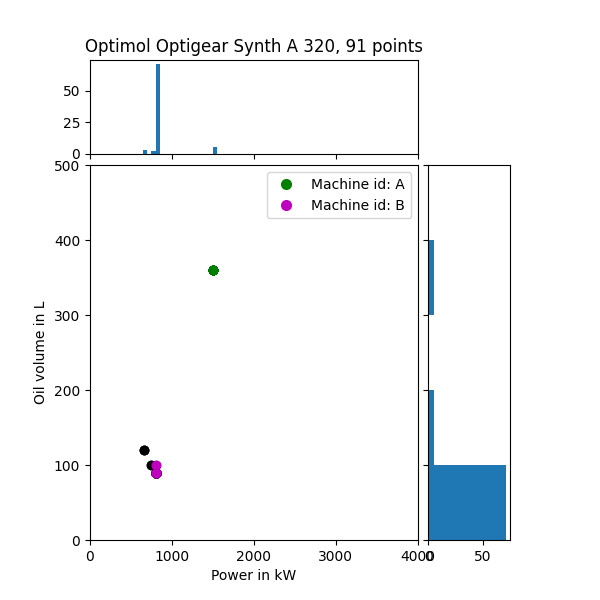 Optimol Optigear Synth A 320, 91 points
50
25
0
500
400
300
200
100
0
Machine id: A
Machine id: B
Oil volume in L
0 1000 2000 3000 4000
0 50
Power in kW